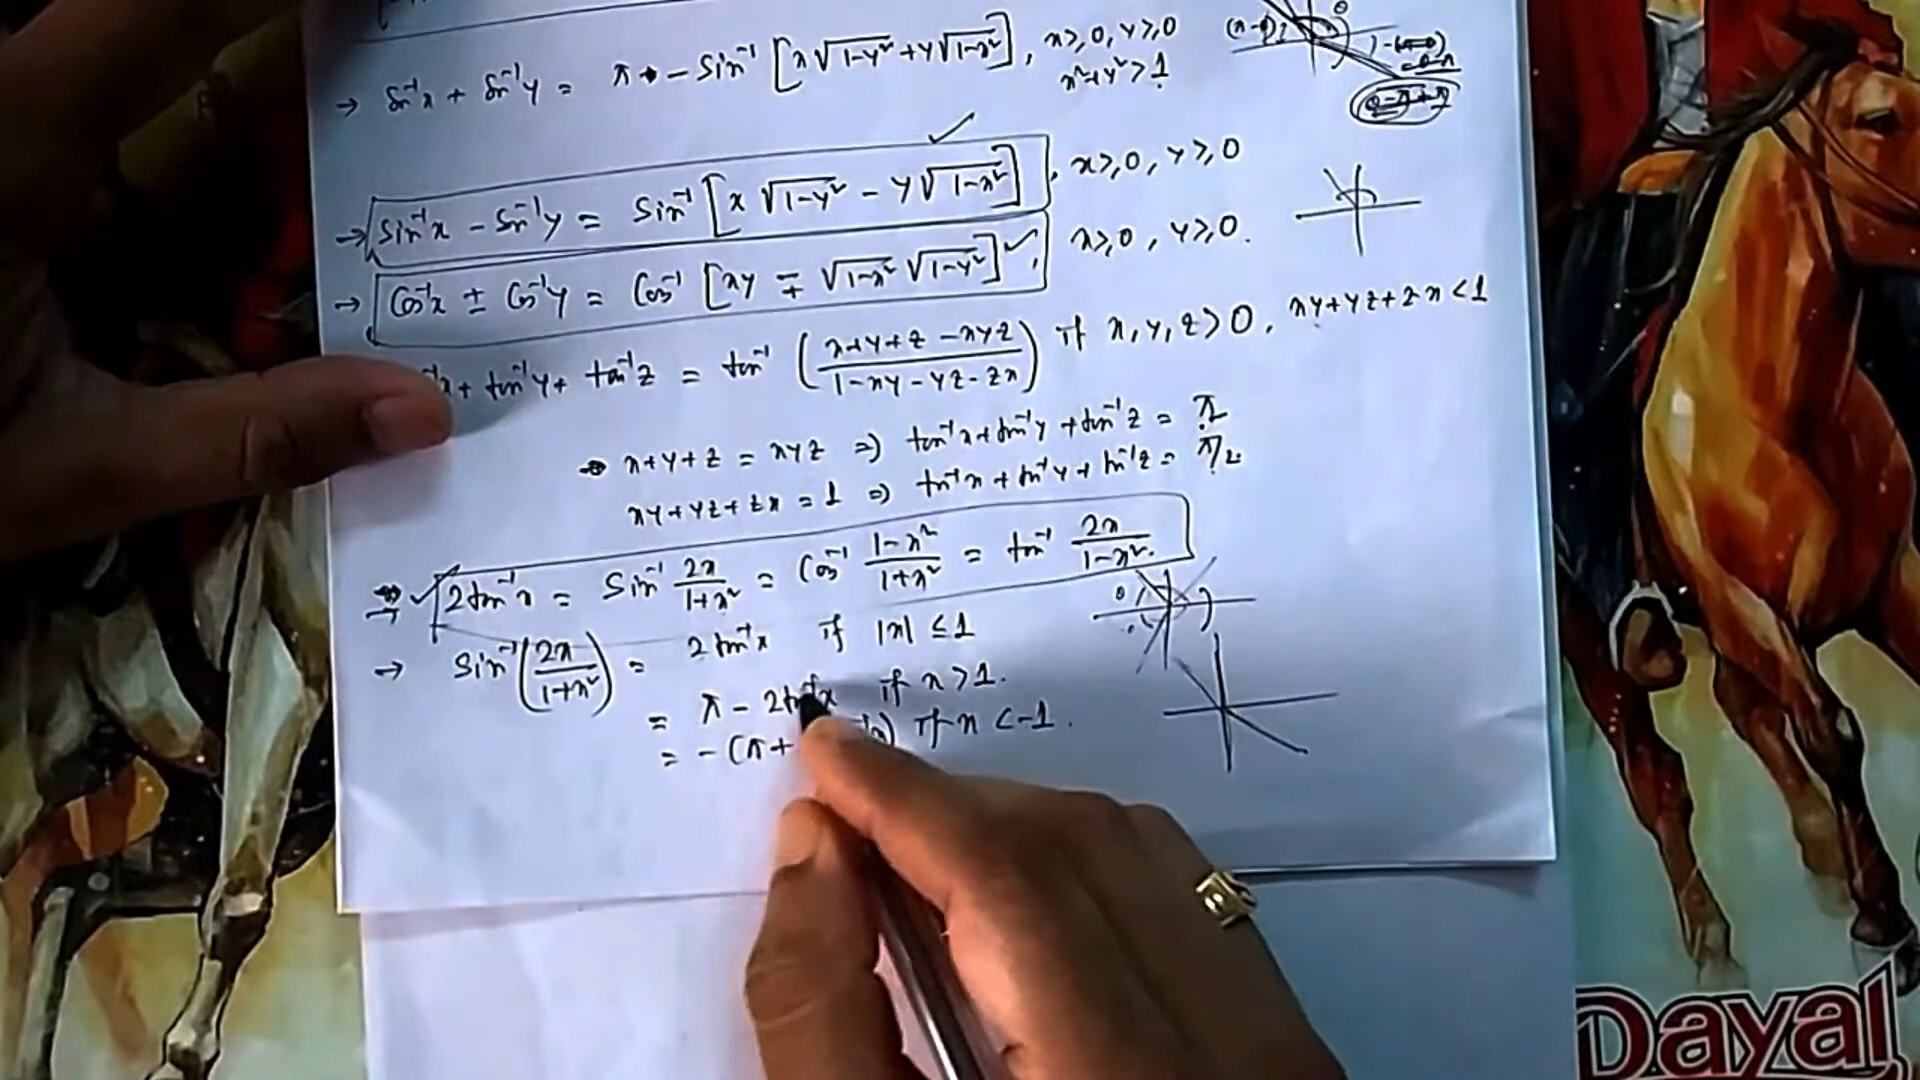 → Sin⁻¹x + Sin⁻¹y = π - Sin⁻¹ [x√1-y² + y√1-x²], x≥0, y≥0
x²+y²>1
→ Sin⁻¹x - Sin⁻¹y = Sin⁻¹ [x√1-y² - y√1-x²], x≥0, y≥0
→ Cos⁻¹x ± Cos⁻¹y = Cos⁻¹ [xy ∓ √1-x² √1-y²], x≥0, y≥0.
⁻¹x + tan⁻¹y + tan⁻¹z = tan⁻¹ (x+y+z-xyz / 1-xy-yz-zx) if x, y, z>0, xy+yz+zx<1
x+y+z = xyz ⇒ tan⁻¹x + tan⁻¹y + tan⁻¹z = π
xy+yz+zx = 1 ⇒ tan⁻¹x + tan⁻¹y + tan⁻¹z = π/2
→ 2tan⁻¹x = Sin⁻¹ 2x/1+x² = Cos⁻¹ 1-x²/1+x² = tan⁻¹ 2x/1-x².
→ Sin⁻¹(2x/1+x²) = 2tan⁻¹x if |x| ≤ 1
= π - 2tan⁻¹x if x>1.
= -(π+ ⁻¹x) if x<-1.
Dayal